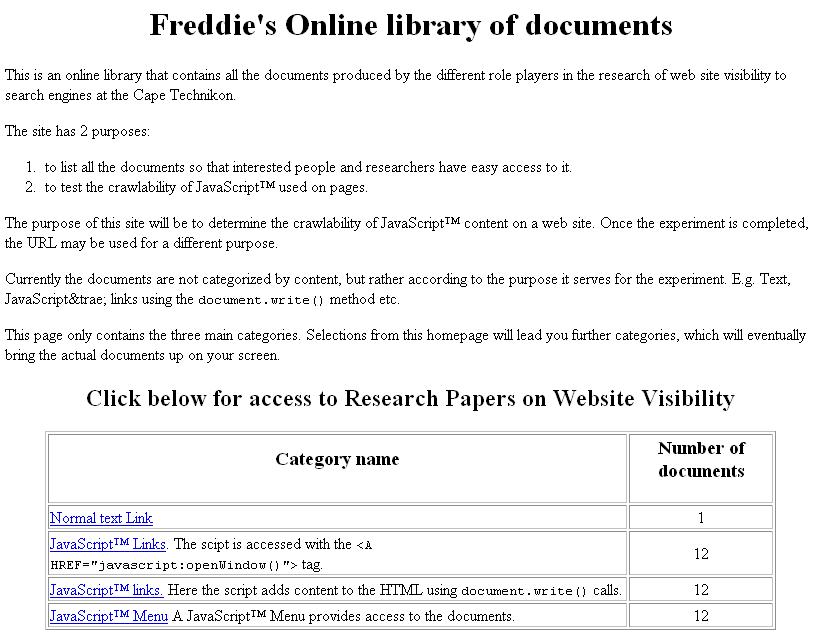 Freddie's Online library of documents
This is an online library that contains all the documents produced by the different role players in the research of web site visibility to
search engines at the Cape Technikon.
The site has 2 purposes:
1. to list all the documents so that interested people and researchers have easy access to it.
2. to test the crawlability of JavaScript™ used on pages.
The purpose of this site will be to determine the crawlability of JavaScript™ content on a web site. Once the experiment is completed,
the URL may be used for a different purpose.
Currently the documents are not categorized by content, but rather according to the purpose it serves for the experiment. E.g. Text,
JavaScript&trae; links using the document.write() method etc.
This page only contains the three main categories. Selections from this homepage will lead you further categories, which will eventually
bring the actual documents up on your screen.
Click below for access to Research Papers on Website Visibility
Category name
Number of
documents
Normal text Link 1
JavaScript™ Links. The scipt is accessed with the <A
HREF="javascript:openWindow()"> tag. 12
JavaScript™ links. Here the script adds content to the HTML using document.write() calls. 12
JavaScript™ Menu A JavaScript™ Menu provides access to the documents. 12